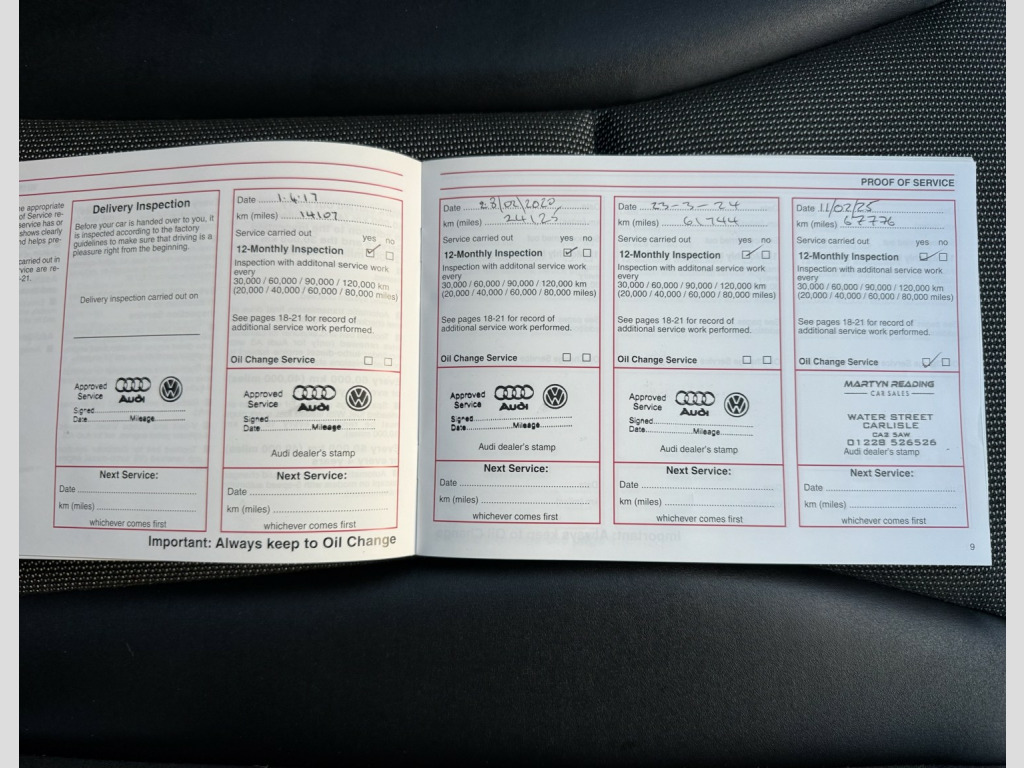 he appropriate
of Service re-
service has or
shows clearly
nd helps pre-
carried out in
vice are re-
-21.
Delivery Inspection
Before your car is handed over to you, it
is inspected according to the factory
guidelines to make sure that driving is a
pleasure right from the beginning.
Delivery inspection carried out on
Approved
Service
Audi
Signed
Date Mileage
Next Service:
Date
km (miles)
whichever comes first
Date 1.4.17
km (miles) 14107
Service carried out yes no
12-Monthly Inspection
Inspection with additonal service work
every
30,000 / 60,000 / 90,000 / 120,000 km
(20,000 / 40,000 / 60,000 / 80,000 miles)
See pages 18-21 for record of
additional service work performed.
Oil Change Service
Approved
Service
Audi
Signed
Date Mileage
Audi dealer's stamp
Next Service:
Date
km (miles)
whichever comes first
Important: Always keep to Oil Change
PROOF OF SERVICE
Date 28/02/2020
km (miles) 24125
Service carried out yes no
12-Monthly Inspection
Inspection with additonal service work
every
30,000 / 60,000 / 90,000 / 120,000 km
(20,000 / 40,000 / 60,000 / 80,000 miles)
See pages 18-21 for record of
additional service work performed.
Oil Change Service
Approved
Service
Audi
Signed
Date Mileage
Audi dealer's stamp
Next Service:
Date
km (miles)
whichever comes first
Date 23-3-24
km (miles) 61744
Service carried out yes no
12-Monthly Inspection
Inspection with additonal service work
every
30,000 / 60,000 / 90,000 / 120,000 km
(20,000 / 40,000 / 60,000 / 80,000 miles)
See pages 18-21 for record of
additional service work performed.
Oil Change Service
Approved
Service
Audi
Signed
Date Mileage
Audi dealer's stamp
Next Service:
Date
km (miles)
whichever comes first
Date 11/02/25
km (miles) 67776
Service carried out yes no
12-Monthly Inspection
Inspection with additonal service work
every
30,000 / 60,000 / 90,000 / 120,000 km
(20,000 / 40,000 / 60,000 / 80,000 miles)
See pages 18-21 for record of
additional service work performed.
Oil Change Service
MARTYN READING
CAR SALES
WATER STREET
CARLISLE
CA2 5AW
01228 526526
Audi dealer's stamp
Next Service:
Date
km (miles)
whichever comes first
9